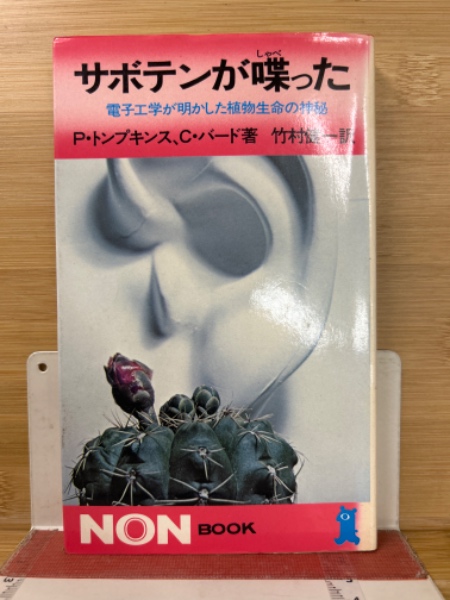 サボテンが喋った
しゃべ
電子工学が明かした植物生命の神秘
P・トンプキンス、C・バード著 竹村健一訳
NON BOOK